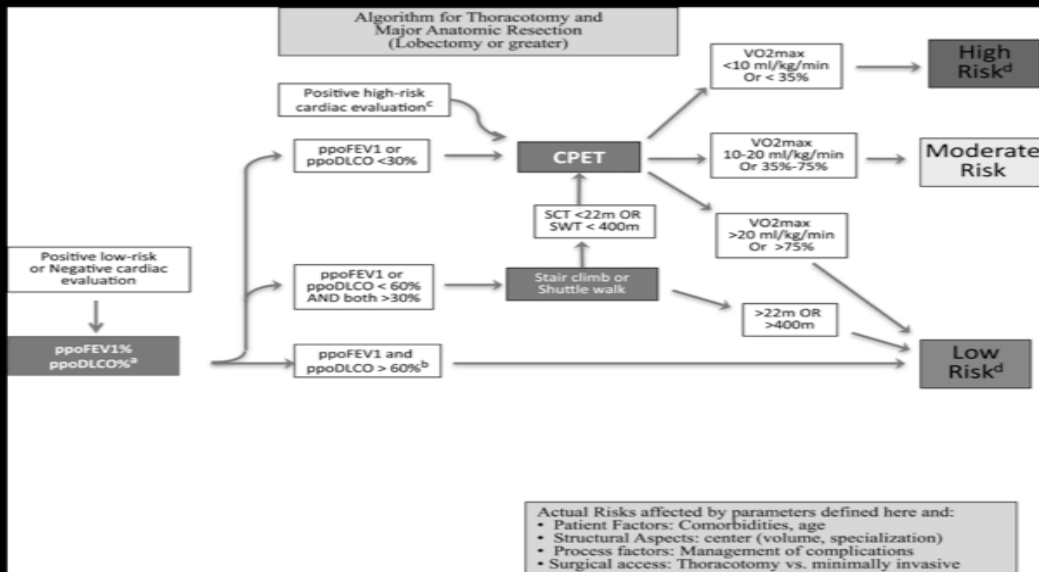 Algorithm for Thoracotomy and
Major Anatomic Resection
(Lobectomy or greater)
VO2max
<10 ml/kg/min
Or < 35%
High
Riskᵈ
Positive high-risk
cardiac evaluationᶜ
ppoFEV1 or
ppoDLCO <30%
CPET
VO2max
10-20 ml/kg/min
Or 35%-75%
Moderate
Risk
SCT <22m OR
SWT < 400m
VO2max
>20 ml/kg/min
Or >75%
Positive low-risk
or Negative cardiac
evaluation
ppoFEV1 or
ppoDLCO < 60%
AND both >30%
Stair climb or
Shuttle walk
>22m OR
>400m
ppoFEV1%
ppoDLCO%ᵃ
ppoFEV1 and
ppoDLCO > 60%ᵇ
Low
Riskᵈ
Actual Risks affected by parameters defined here and:
• Patient Factors: Comorbidities, age
• Structural Aspects: center (volume, specialization)
• Process factors: Management of complications
• Surgical access: Thoracotomy vs. minimally invasive